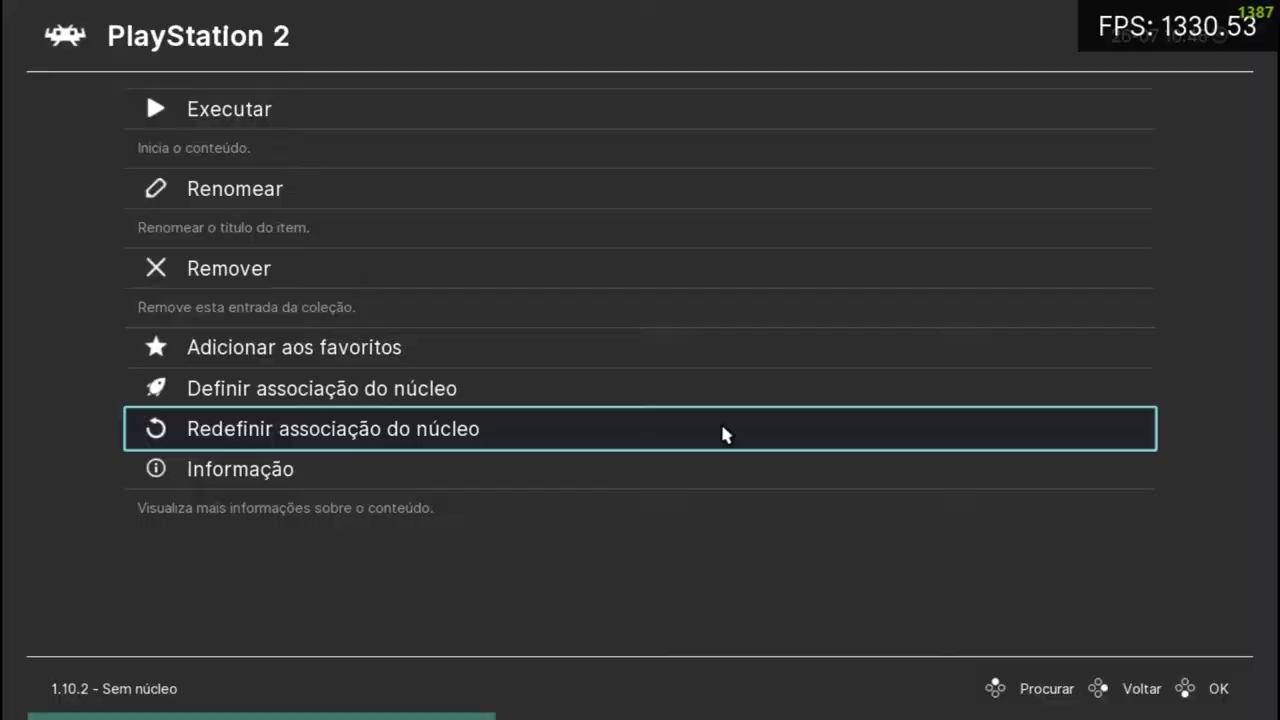 PlayStation 2
1387
FPS: 1330.53
Executar
Inicia o conteúdo.
Renomear
Renomear o título do item.
Remover
Remove esta entrada da coleção.
Adicionar aos favoritos
Definir associação do núcleo
Redefinir associação do núcleo
Informação
Visualiza mais informações sobre o conteúdo.
1.10.2 - Sem núcleo
Procurar
Voltar
OK